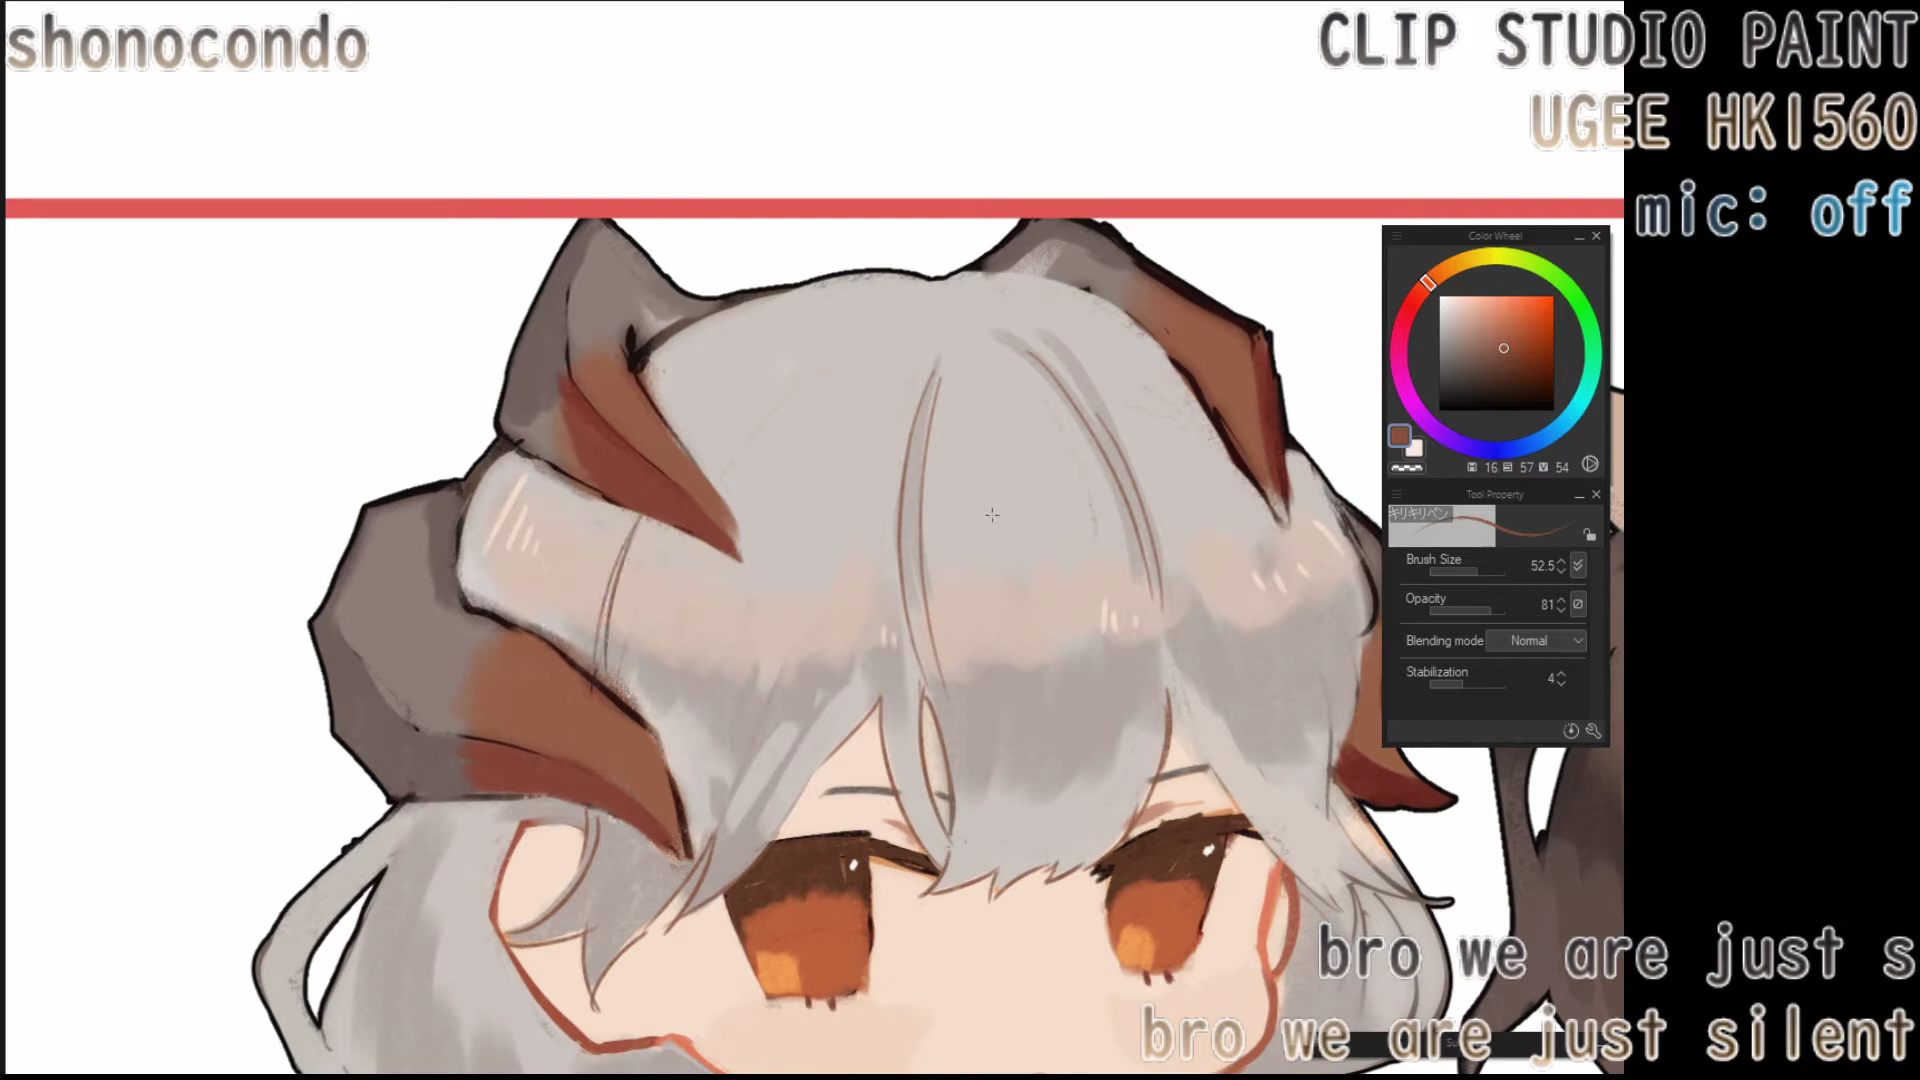 shonocondo
CLIP STUDIO PAINT
UGEE HK1560
mic: off
Color Wheel
H 16 S 57 V 54
Tool Property
キリキリペン
Brush Size 52.5
Opacity 81
Blending mode Normal
Stabilization 4
bro we are just s
bro we are just silent